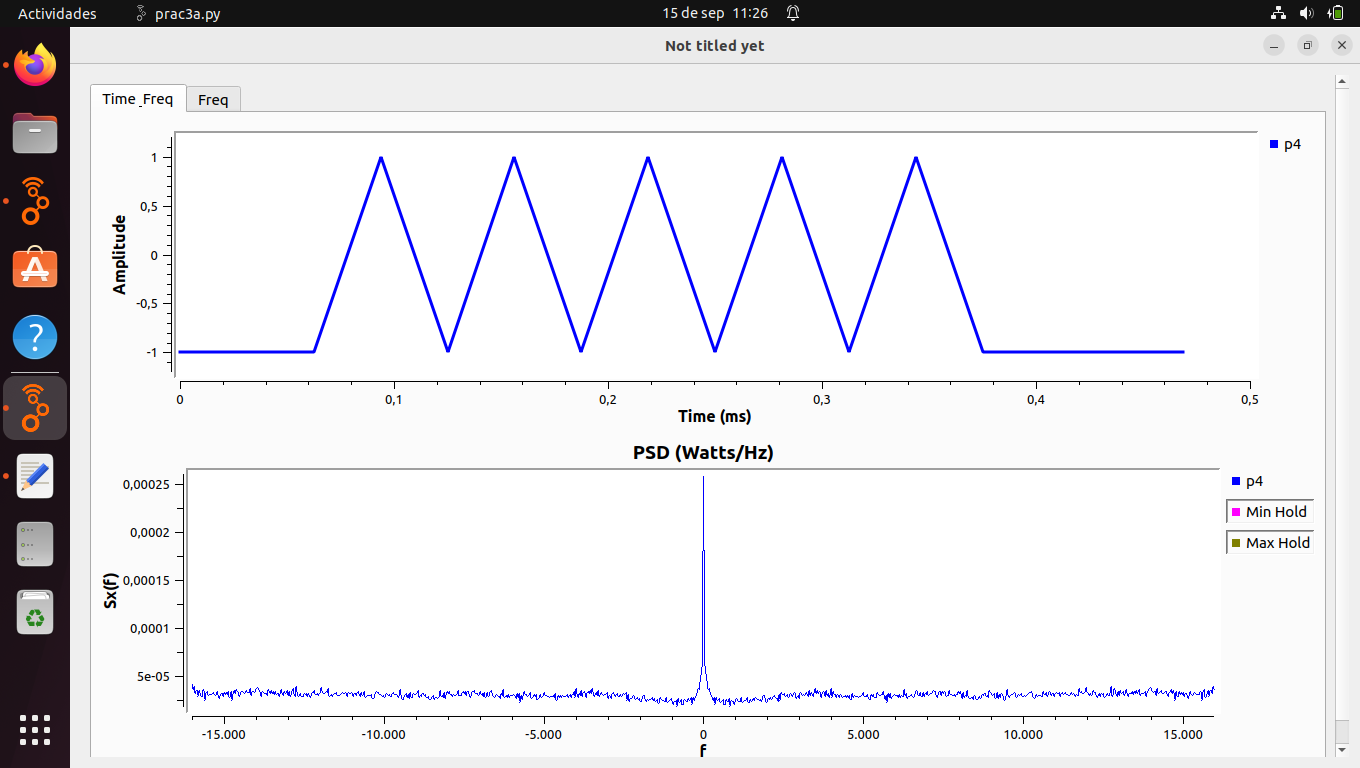 Actividades prac3a.py 15 de sep 11:26
Not titled yet
Time_Freq Freq
p4
1
0,5
0
-0,5
-1
Amplitude
0 0,1 0,2 0,3 0,4 0,5
Time (ms)
PSD (Watts/Hz)
p4
Min Hold
Max Hold
0,00025
0,0002
0,00015
0,0001
5e-05
Sx(f)
-15.000 -10.000 -5.000 0 5.000 10.000 15.000
f